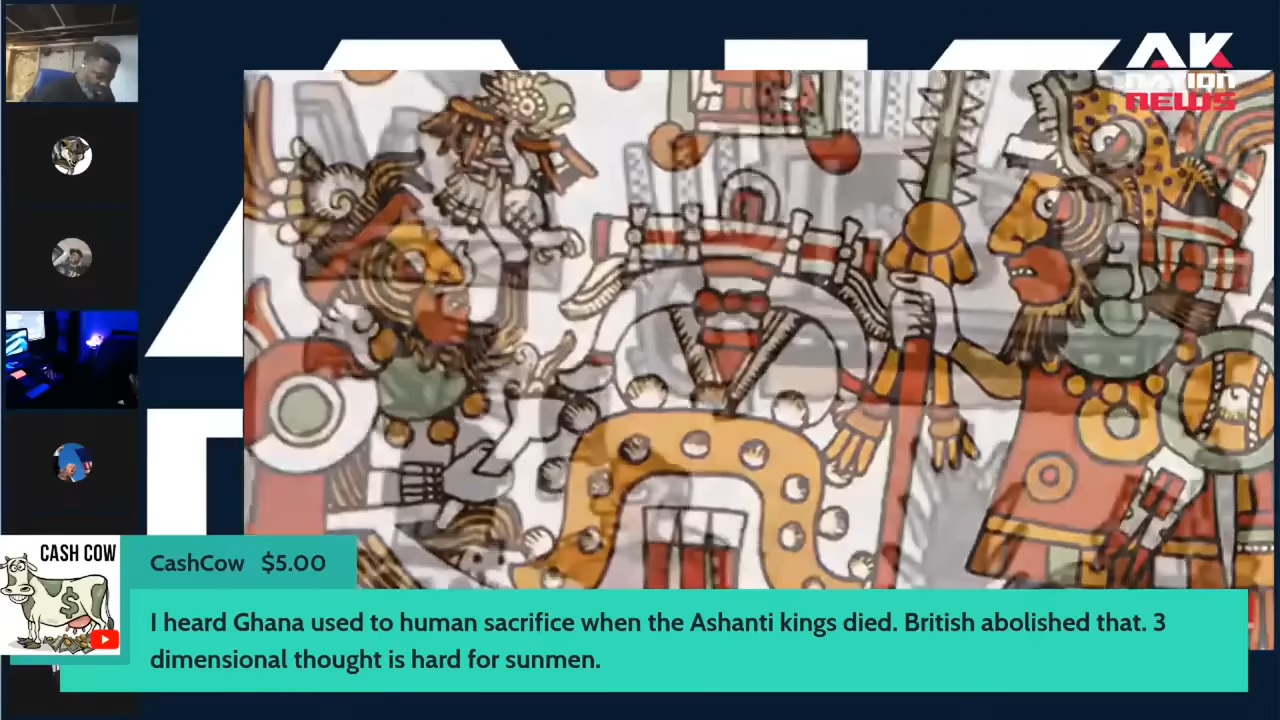 AK
NATION
NEWS
CASH COW
$
CashCow $5.00
I heard Ghana used to human sacrifice when the Ashanti kings died. British abolished that. 3
dimensional thought is hard for sunmen.